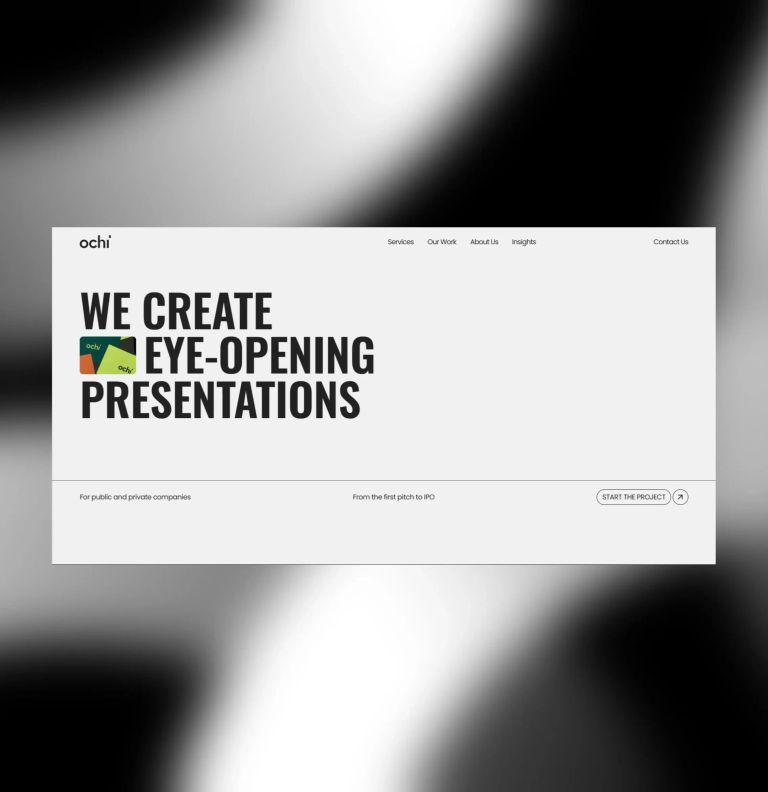 ochi
Services Our Work About Us Insights Contact Us
WE CREATE
ochi
ochi
EYE-OPENING
PRESENTATIONS
For public and private companies From the first pitch to IPO START THE PROJECT